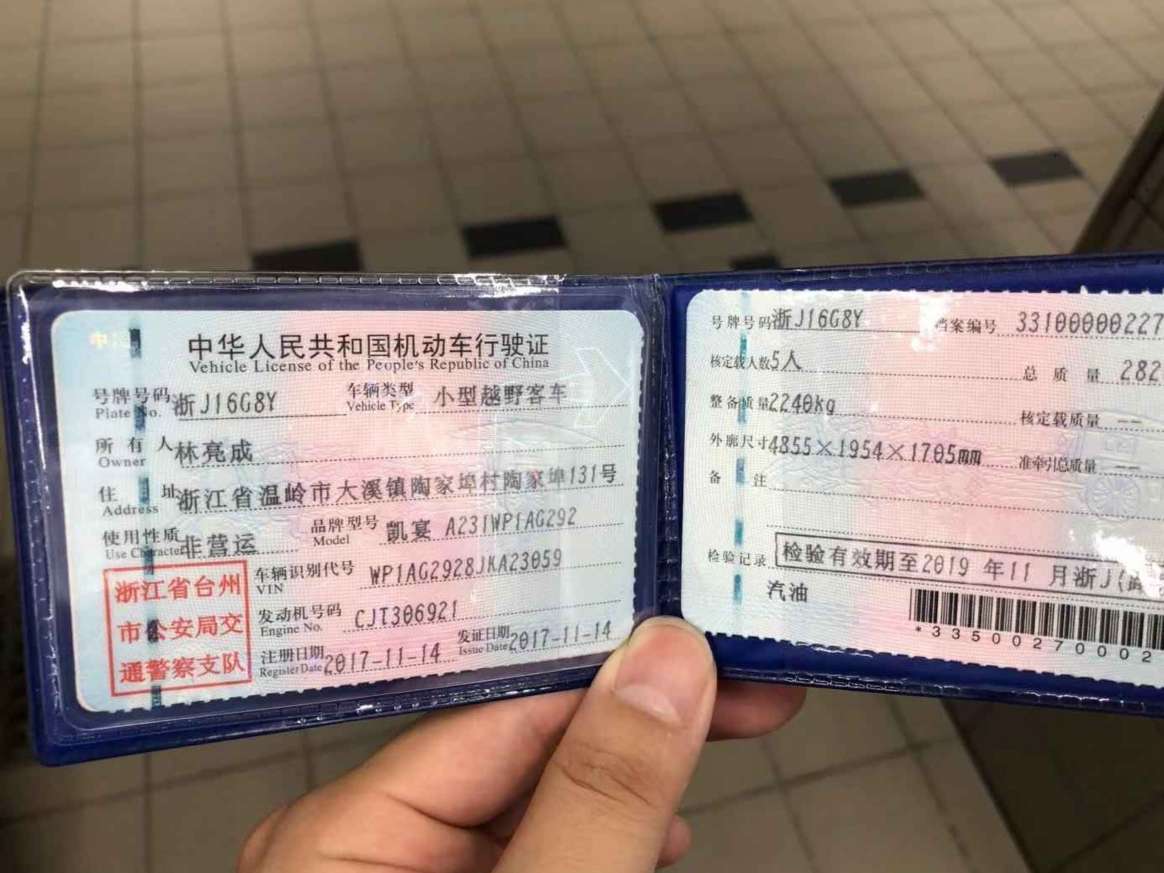 中华人民共和国机动车行驶证
Vehicle License of the People's Republic of China
号牌号码 浙J16G8Y 车辆类型 小型越野客车
Plate No. Vehicle Type
所有人 林亮成
Owner
住址 浙江省温岭市大溪镇陶家埠村陶家埠131号
Address
使用性质 非营运 品牌型号 凯宴 A231WP1AG292
Use Character Model
浙江省台州
市公安局交
通警察支队
车辆识别代号 WP1AG2928JKA23059
VIN
发动机号码 CJT306921
Engine No.
注册日期 2017-11-14 发证日期 2017-11-14
Register Date Issue Date
号牌号码 浙J16G8Y 档案编号 33100000227
核定载人数 5人 总质量 282
整备质量 2240kg 核定载质量 --
外廓尺寸 4855×1954×1705mm 准牵引总质量 --
备注
检验记录 检验有效期至2019年11月浙J(
汽油
*33500270002